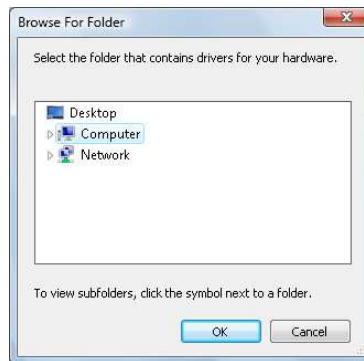 Browse For Folder
Select the folder that contains drivers for your hardware.
Desktop
Computer
Network
To view subfolders, click the symbol next to a folder.
OK Cancel